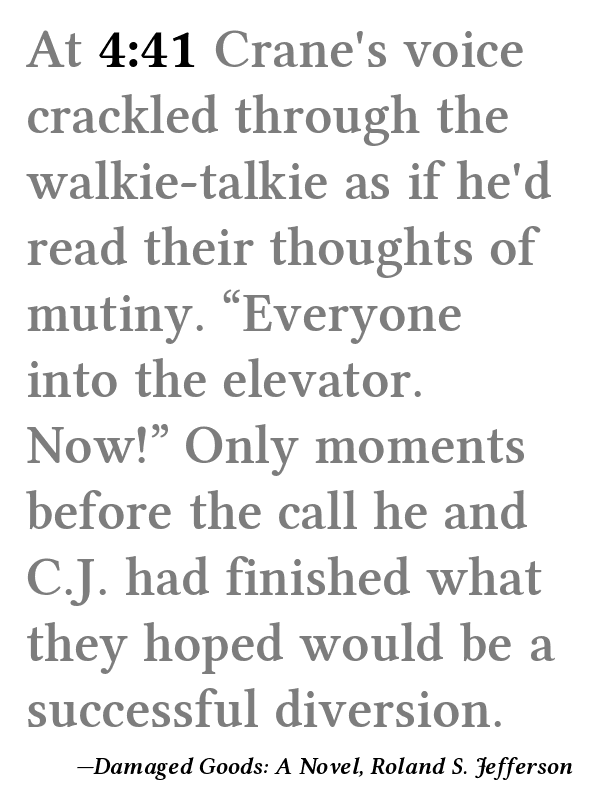 At 4:41 Crane's voice
crackled through the
walkie-talkie as if he'd
read their thoughts of
mutiny. “Everyone
into the elevator.
Now!” Only moments
before the call he and
C.J. had finished what
they hoped would be a
successful diversion.
—Damaged Goods: A Novel, Roland S. Jefferson